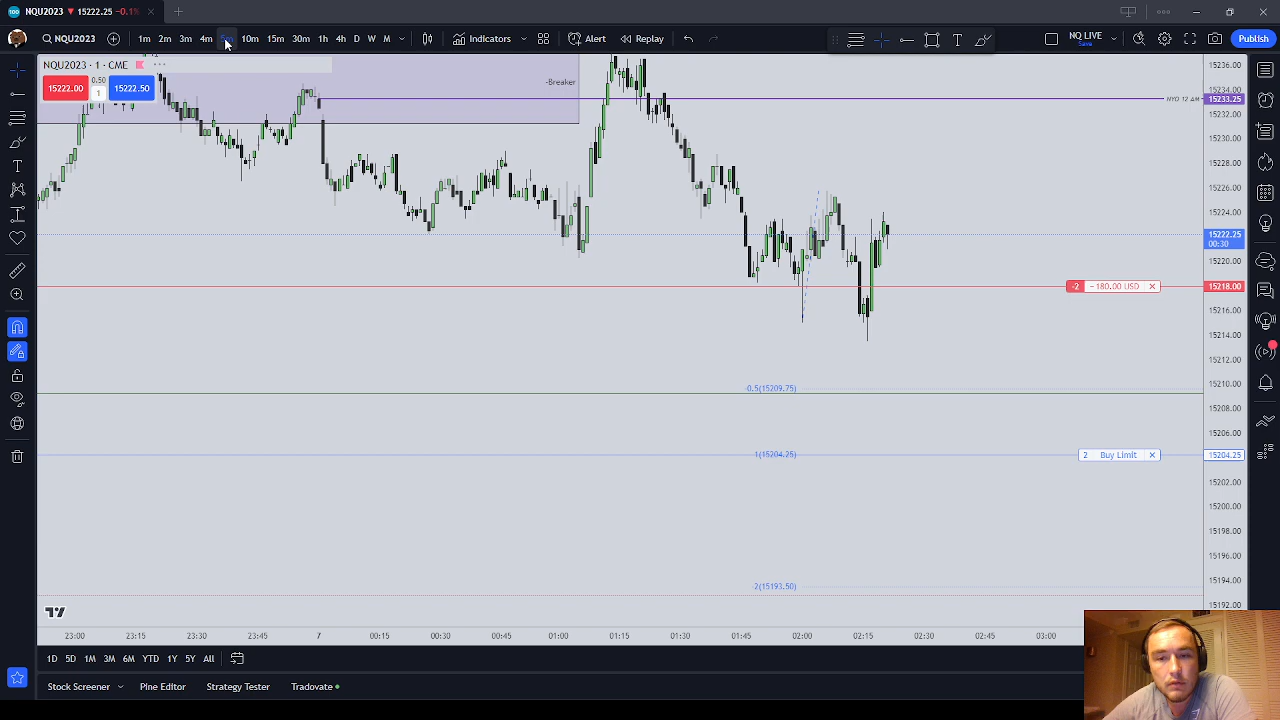 NQU2023 ▼ 15222.25 −0.1%
NQU2023 1m 2m 3m 4m 5m 10m 15m 30m 1h 4h D W M Indicators Alert Replay NQ LIVE Save Publish
NQU2023 · 1 · CME
15222.00 0.50 1 15222.50
-Breaker
NYO 12 AM
15236.00
15234.00
15233.25
15232.00
15230.00
15228.00
15226.00
15224.00
15222.25
00:30
15220.00
-2 −180.00 USD 15218.00
15216.00
15214.00
15212.00
-0.5(15209.75) 15210.00
15208.00
15206.00
1(15204.25) 2 Buy Limit 15204.25
15202.00
15200.00
15198.00
15196.00
-2(15193.50) 15194.00
15192.00
23:00 23:15 23:30 23:45 7 00:15 00:30 00:45 01:00 01:15 01:30 01:45 02:00 02:15 02:30 02:45 03:00
1D 5D 1M 3M 6M YTD 1Y 5Y All
Stock Screener Pine Editor Strategy Tester Tradovate